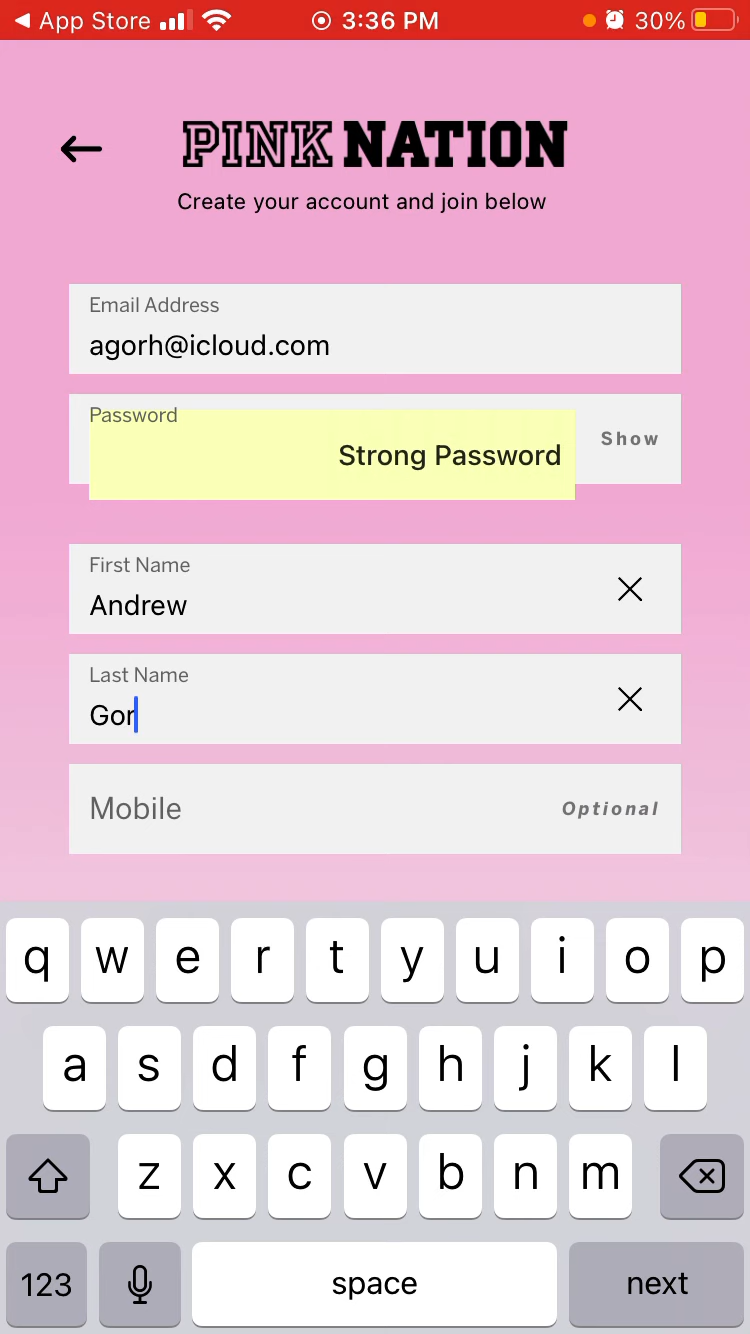 App Store 3:36 PM 30%
PINK NATION
Create your account and join below
Email Address
agorh@icloud.com
Password
Strong Password Show
First Name
Andrew
Last Name
Gor
Mobile Optional
q w e r t y u i o p
a s d f g h j k l
z x c v b n m
123 space next